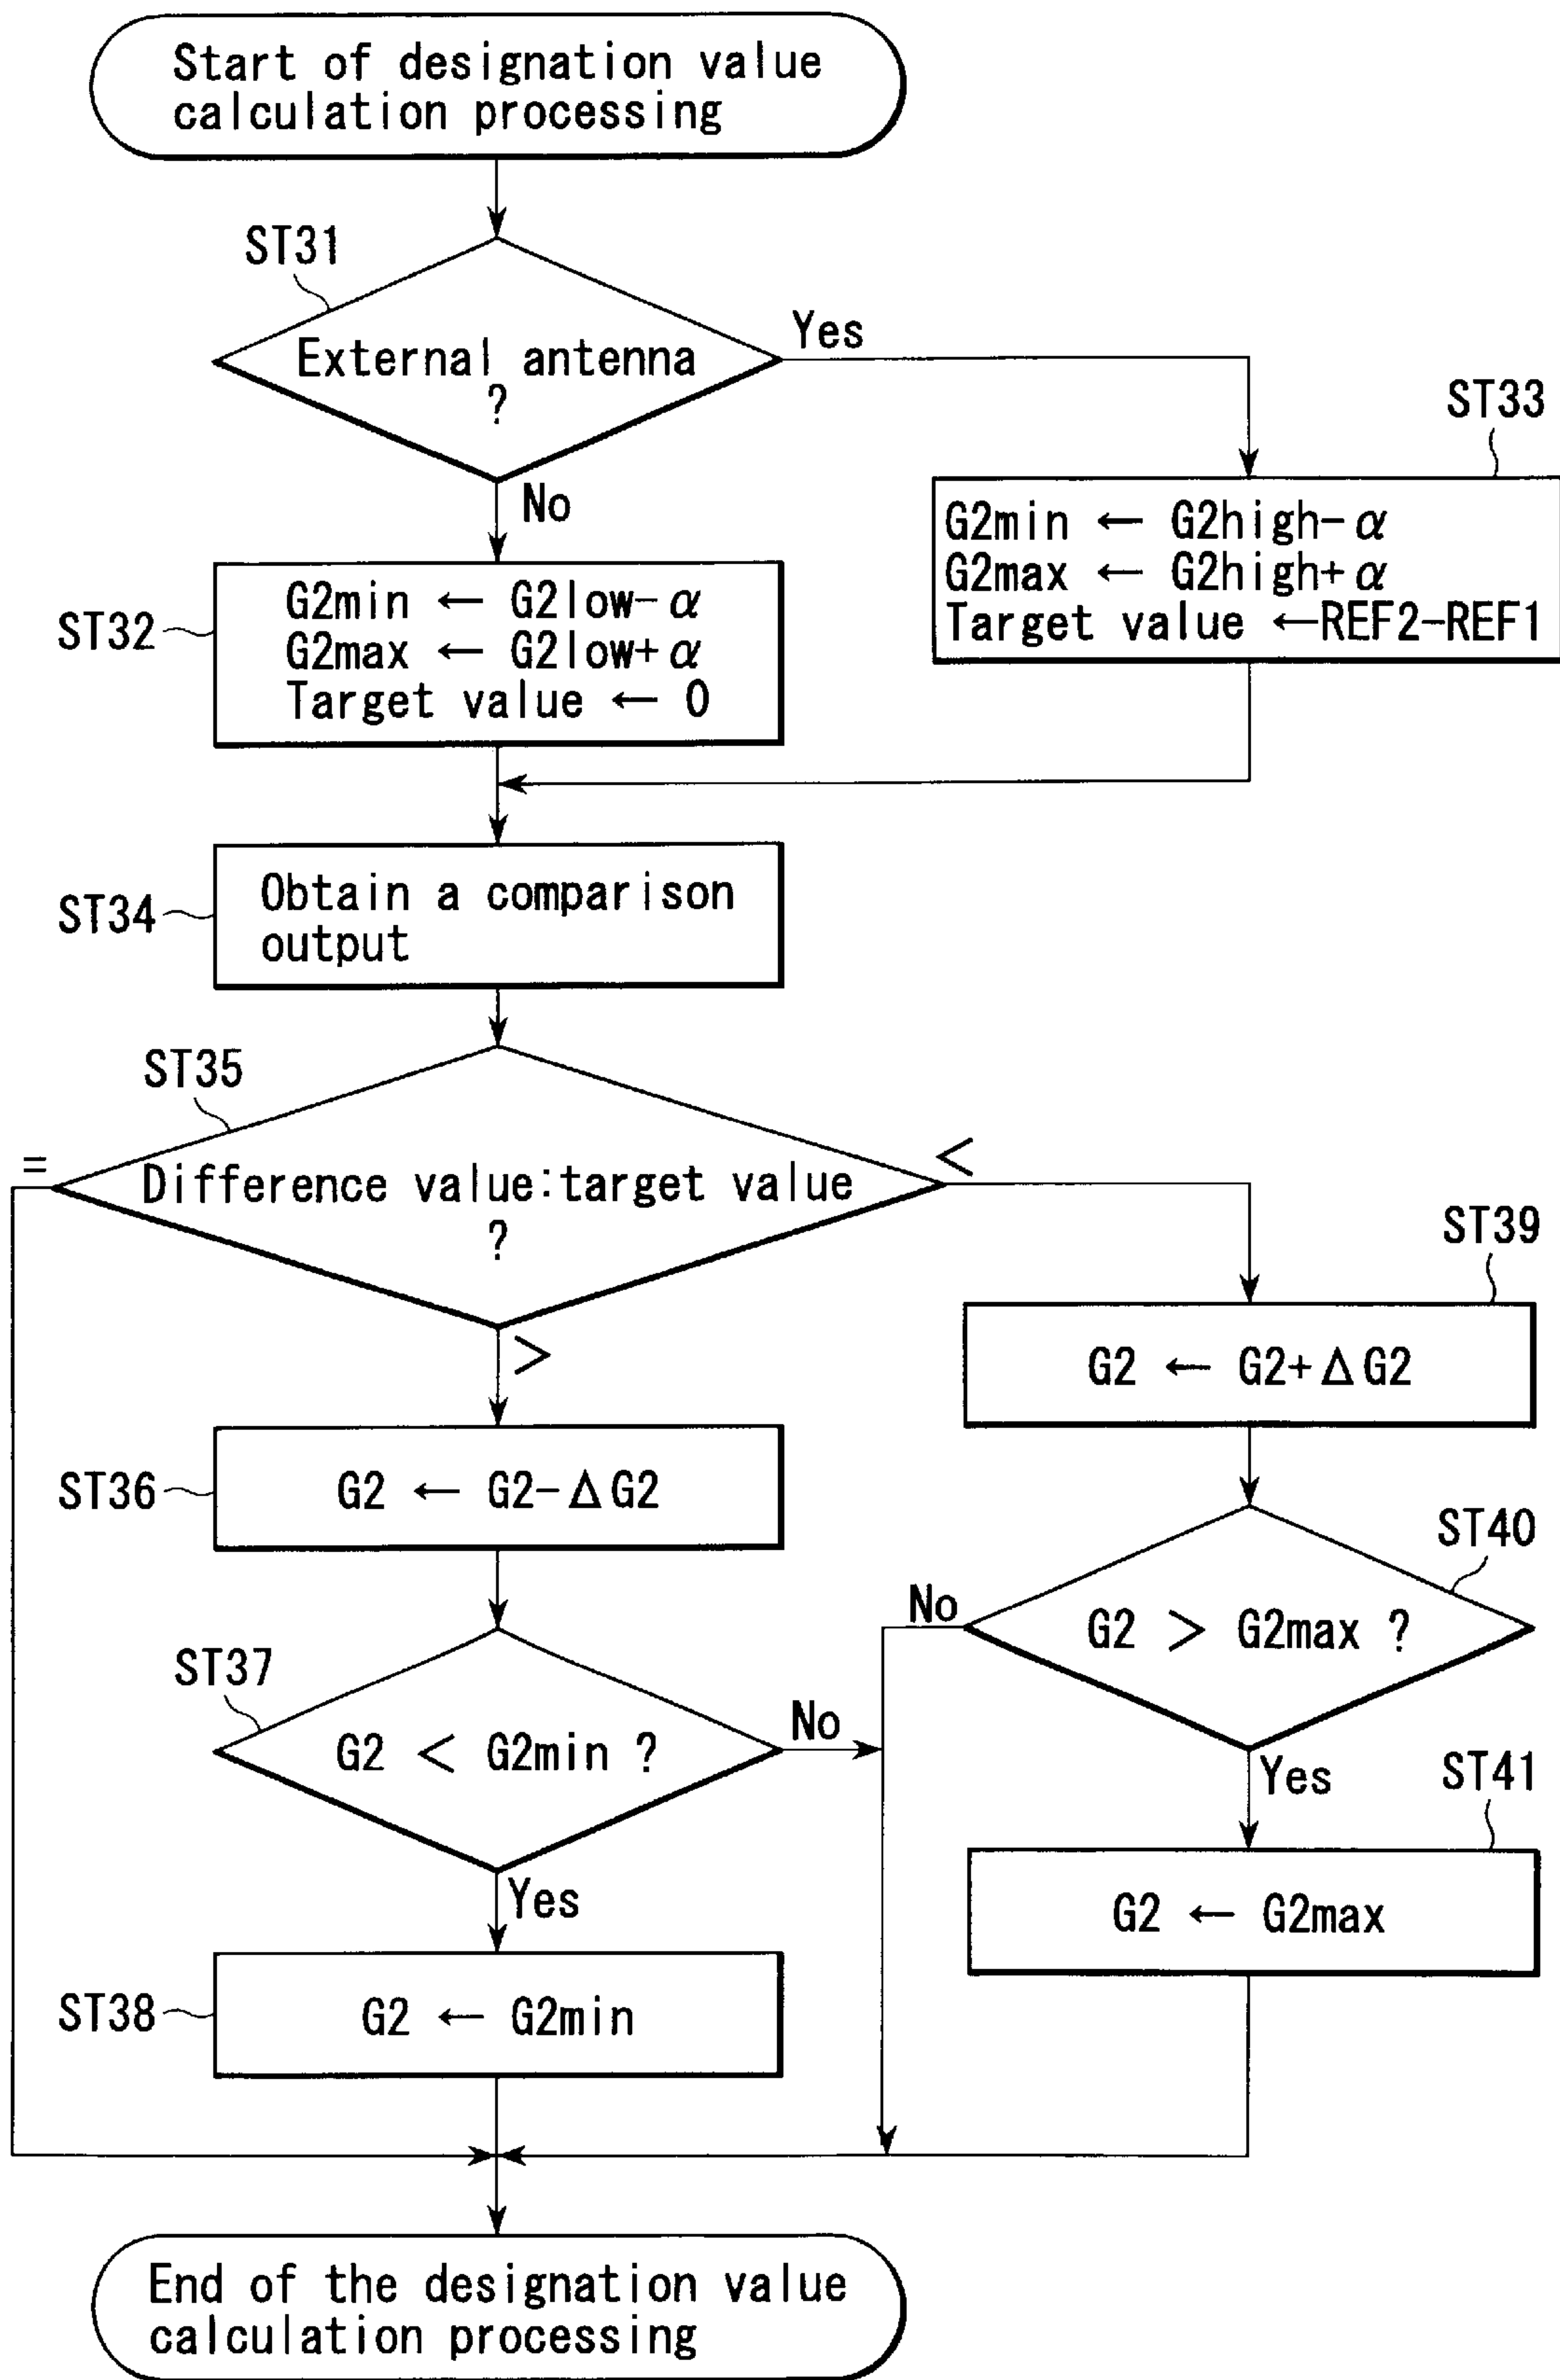 Start of designation value
calculation processing
ST31
External antenna
?
Yes
No
ST33
G2min ← G2high-α
G2max ← G2high+α
Target value ←REF2-REF1
ST32
G2min ← G2low-α
G2max ← G2low+α
Target value ← 0
ST34
Obtain a comparison
output
ST35
=
Difference value:target value
?
<
>
ST39
G2 ← G2+ΔG2
ST36
G2 ← G2-ΔG2
ST40
No
G2 > G2max ?
Yes
ST37
G2 < G2min ?
No
Yes
ST41
G2 ← G2max
ST38
G2 ← G2min
End of the designation value
calculation processing